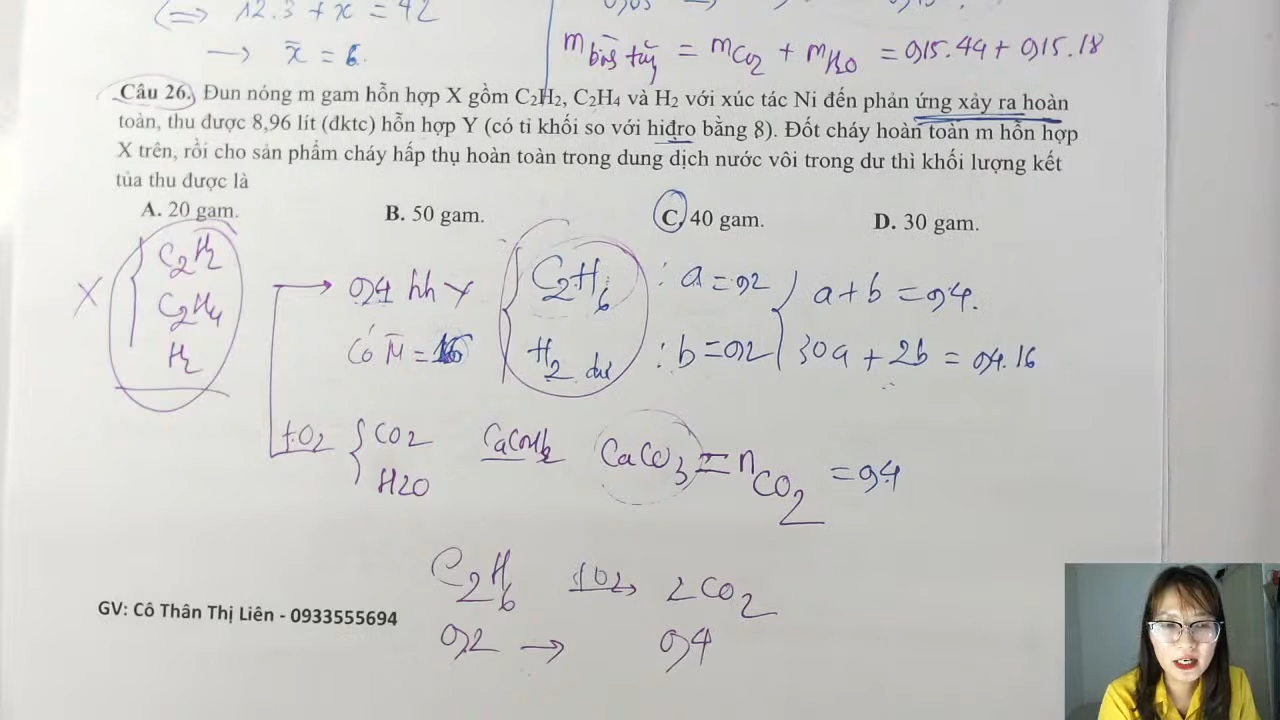 (<=> 12.3 + x = 42
→ x̄ = 6.
m bình tăng = mCO2 + mH2O = 0,15.44 + 0,15.18
Câu 26. Đun nóng m gam hỗn hợp X gồm C2H2, C2H4 và H2 với xúc tác Ni đến phản ứng xảy ra hoàn
toàn, thu được 8,96 lít (đktc) hỗn hợp Y (có tỉ khối so với hiđro bằng 8). Đốt cháy hoàn toàn m hỗn hợp
X trên, rồi cho sản phẩm cháy hấp thụ hoàn toàn trong dung dịch nước vôi trong dư thì khối lượng kết
tủa thu được là
A. 20 gam. B. 50 gam. C. 40 gam. D. 30 gam.
X { C2H2 C2H4 H2
→ 0,4 hh Y { C2H6 : a = 0,2 } a + b = 0,4.
có M̄ = 16 H2 dư : b = 0,2 30a + 2b = 0,4.16
+O2 { CO2 Ca(OH)2 CaCO3 = nCO2 = 0,4
H2O
C2H6 +O2→ 2CO2
0,2 → 0,4
GV: Cô Thân Thị Liên - 0933555694